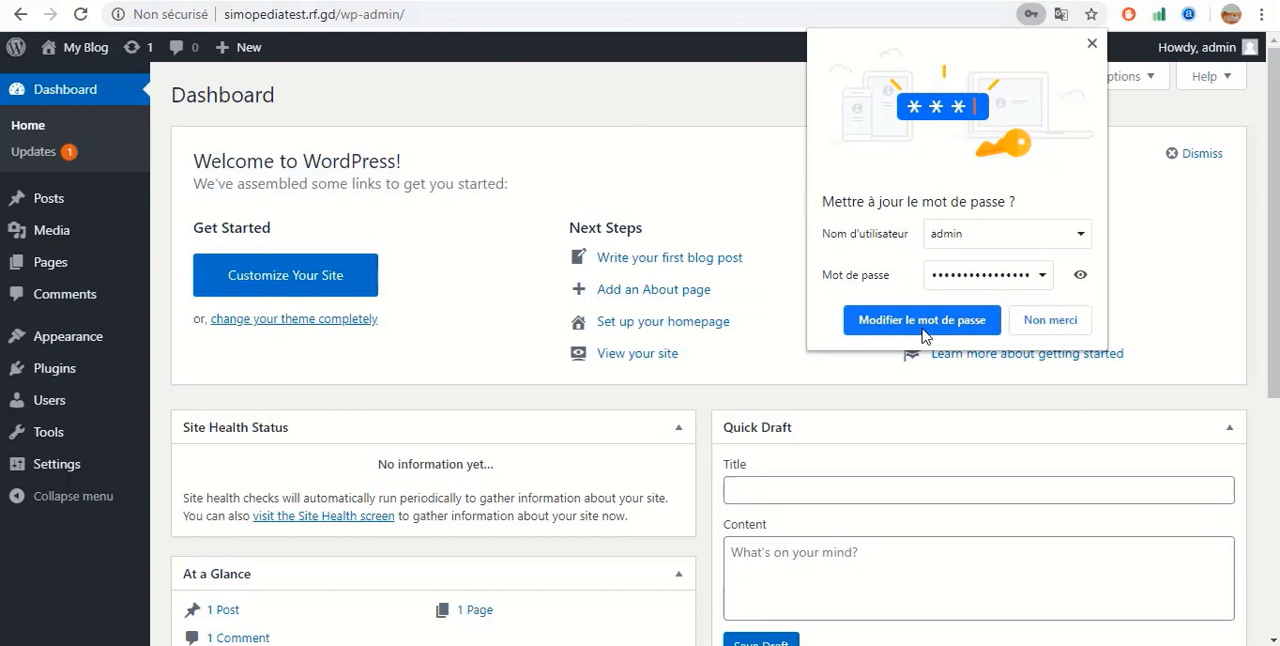 Non sécurisé simopediatest.rf.gd/wp-admin/
My Blog 1 0 New Howdy, admin
Dashboard
Home
Updates 1
Posts
Media
Pages
Comments
Appearance
Plugins
Users
Tools
Settings
Collapse menu
Dashboard
ptions Help
Welcome to WordPress!
We've assembled some links to get you started:
Dismiss
Get Started
Customize Your Site
or, change your theme completely
Next Steps
Write your first blog post
Add an About page
Set up your homepage
View your site
Learn more about getting started
Mettre à jour le mot de passe ?
Nom d'utilisateur admin
Mot de passe ••••••••••••••••
Modifier le mot de passe Non merci
Site Health Status
No information yet...
Site health checks will automatically run periodically to gather information about your site.
You can also visit the Site Health screen to gather information about your site now.
At a Glance
1 Post 1 Page
1 Comment
Quick Draft
Title
Content
What's on your mind?
Save Draft